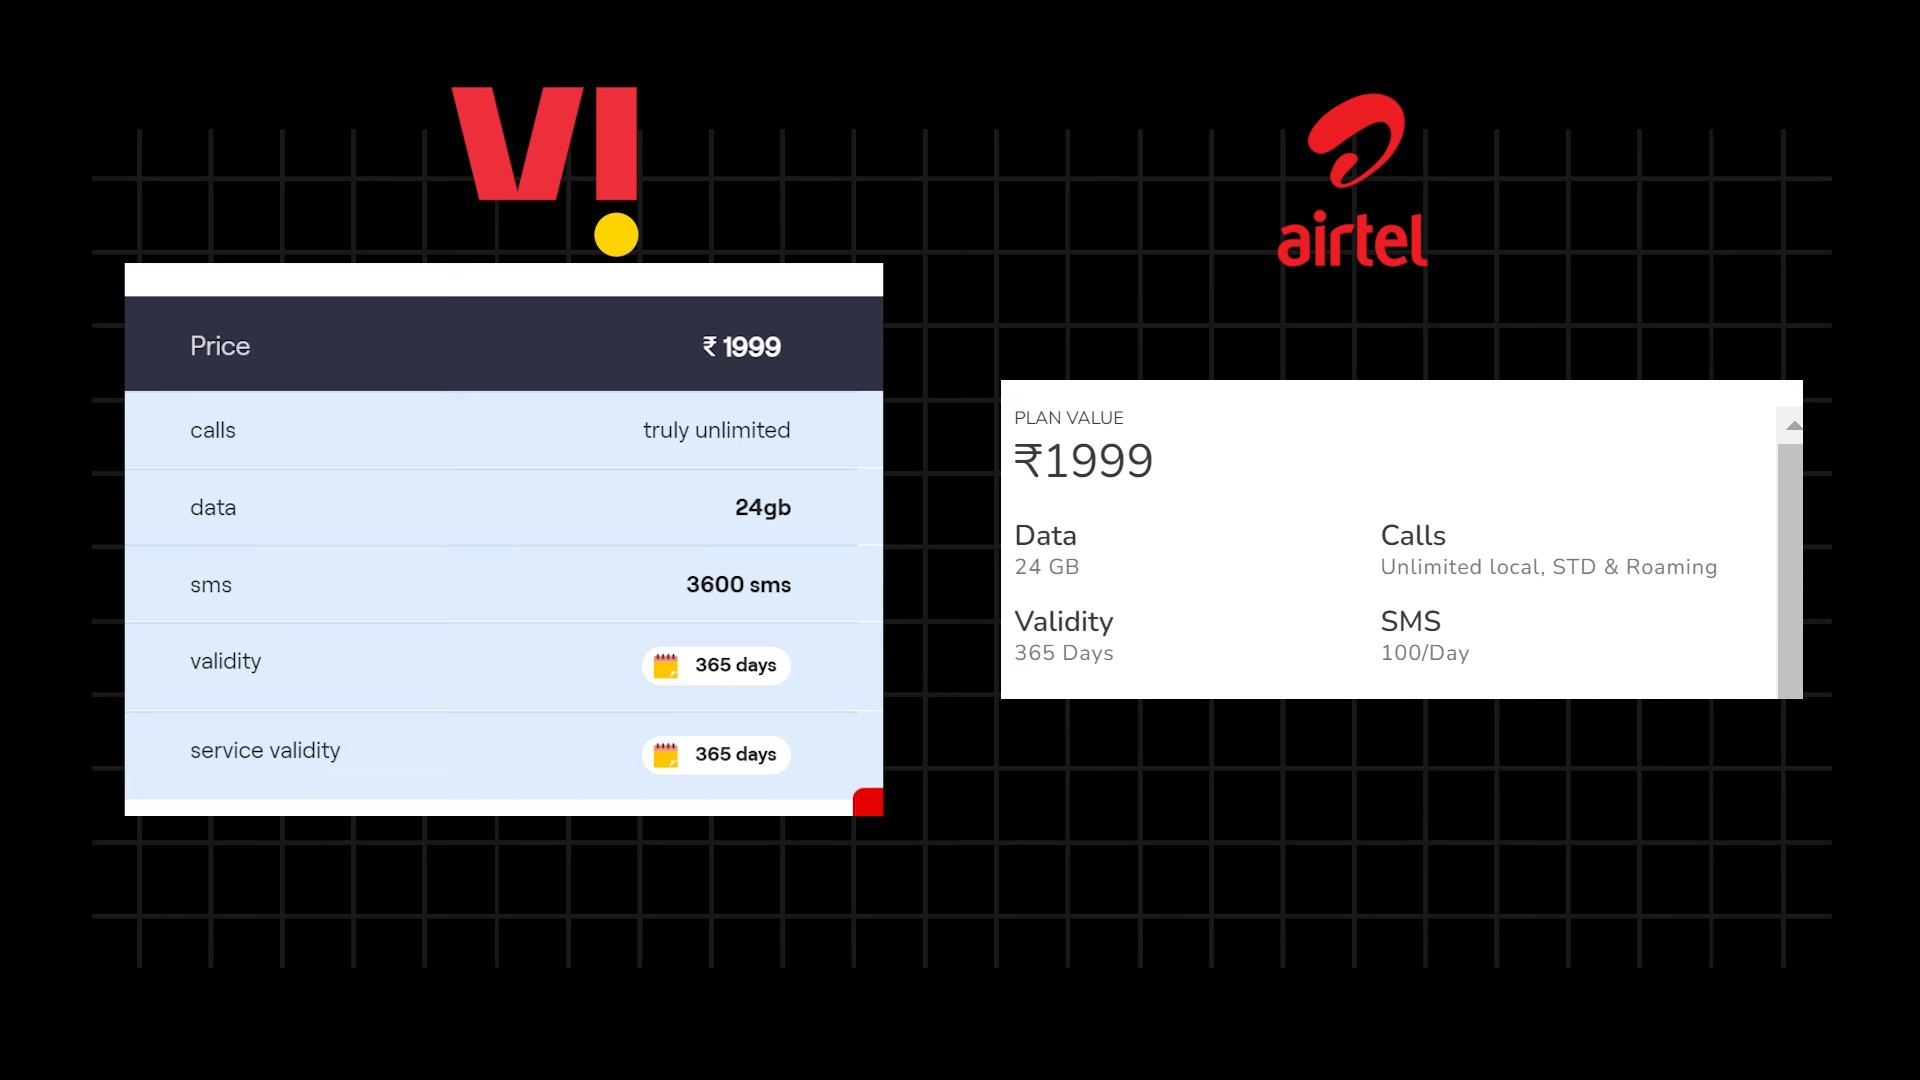 VI
Price ₹ 1999
calls truly unlimited
data 24gb
sms 3600 sms
validity 365 days
service validity 365 days
airtel
PLAN VALUE
₹1999
Data Calls
24 GB Unlimited local, STD & Roaming
Validity SMS
365 Days 100/Day